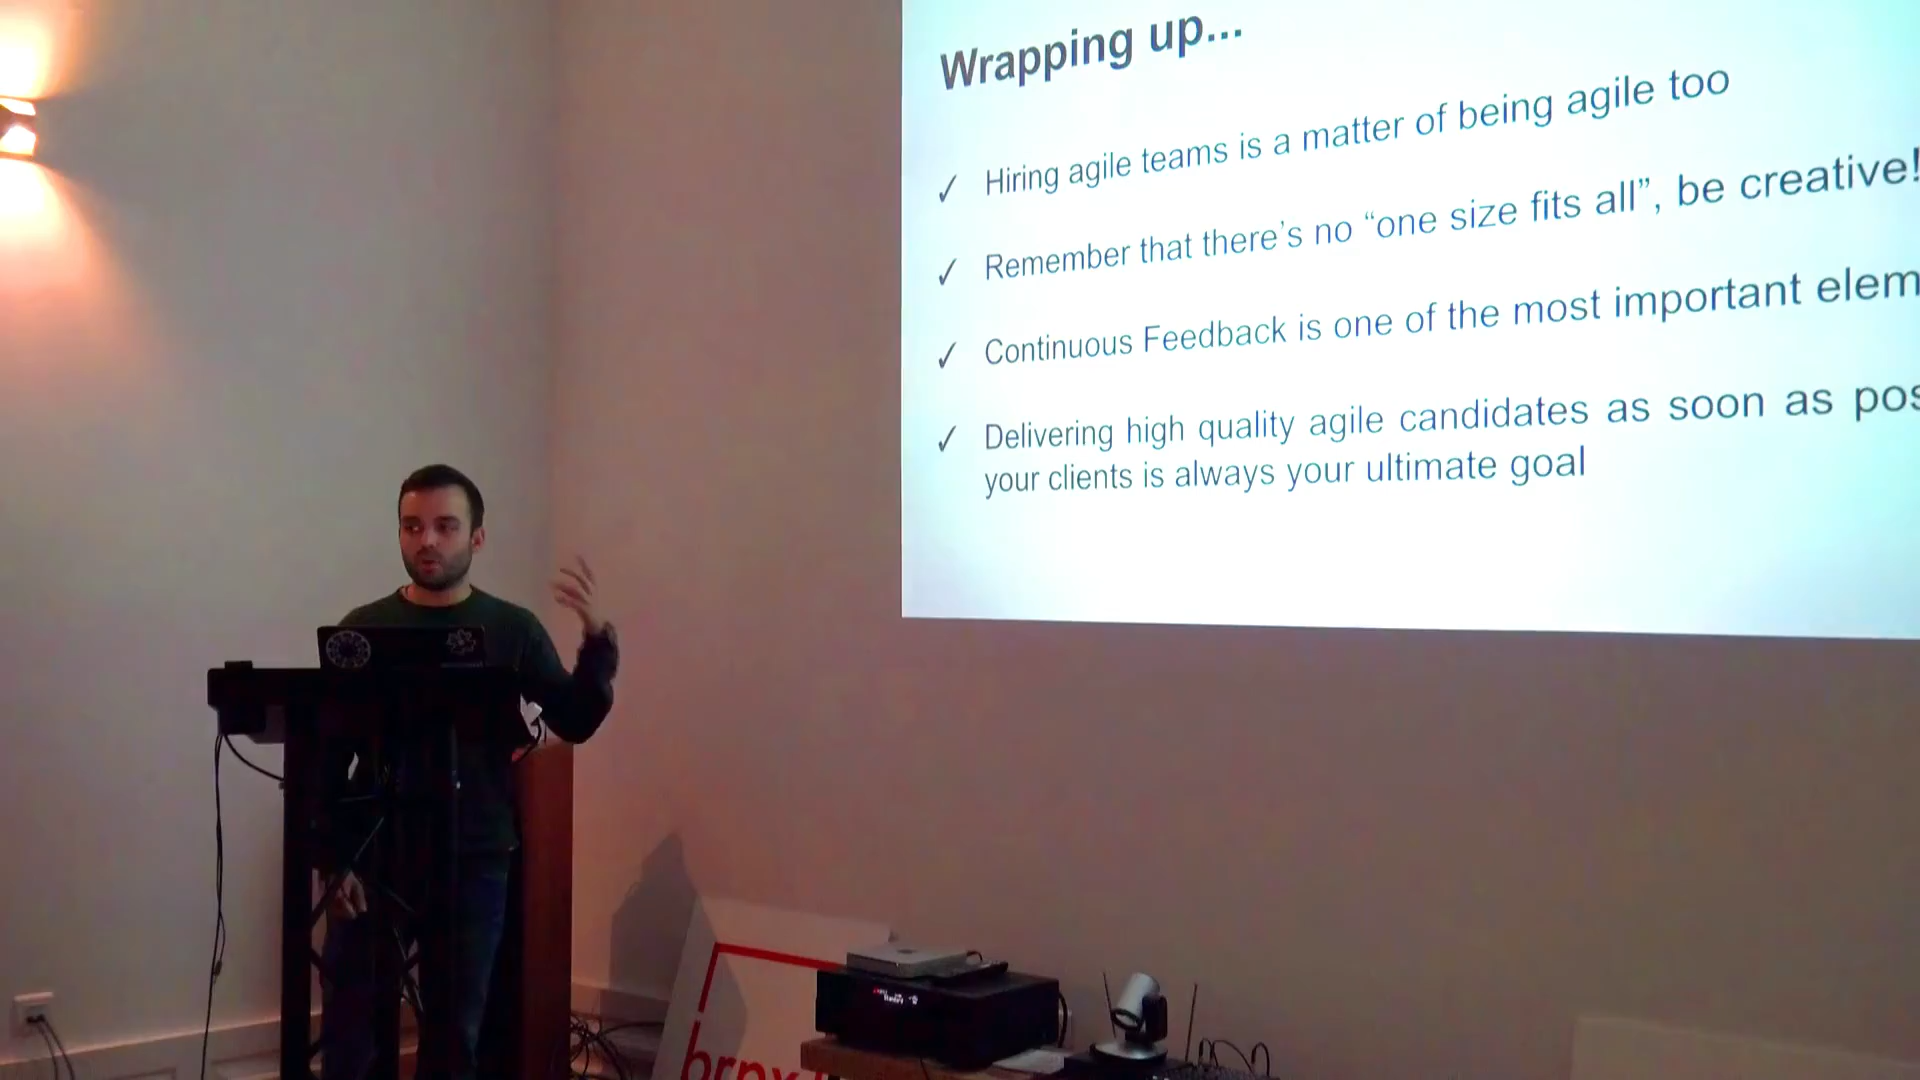 Wrapping up...
✓ Hiring agile teams is a matter of being agile too
✓ Remember that there's no “one size fits all”, be creative!
✓ Continuous Feedback is one of the most important elem
✓ Delivering high quality agile candidates as soon as pos
your clients is always your ultimate goal